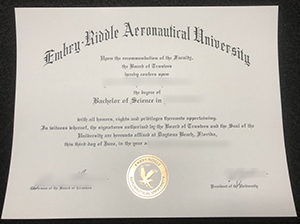 Embry-Riddle Aeronautical University
Upon the recommendation of the Faculty,
the Board of Trustees
hereby confers upon
the degree of
Bachelor of Science in
with all honors, rights and privileges thereunto appertaining.
In witness whereof, the signatures authorized by the Board of Trustees and the Seal of the
University are hereunto affixed at Daytona Beach, Florida,
this third day of June, in the year
Chairman of the Board of Trustees
President of the University